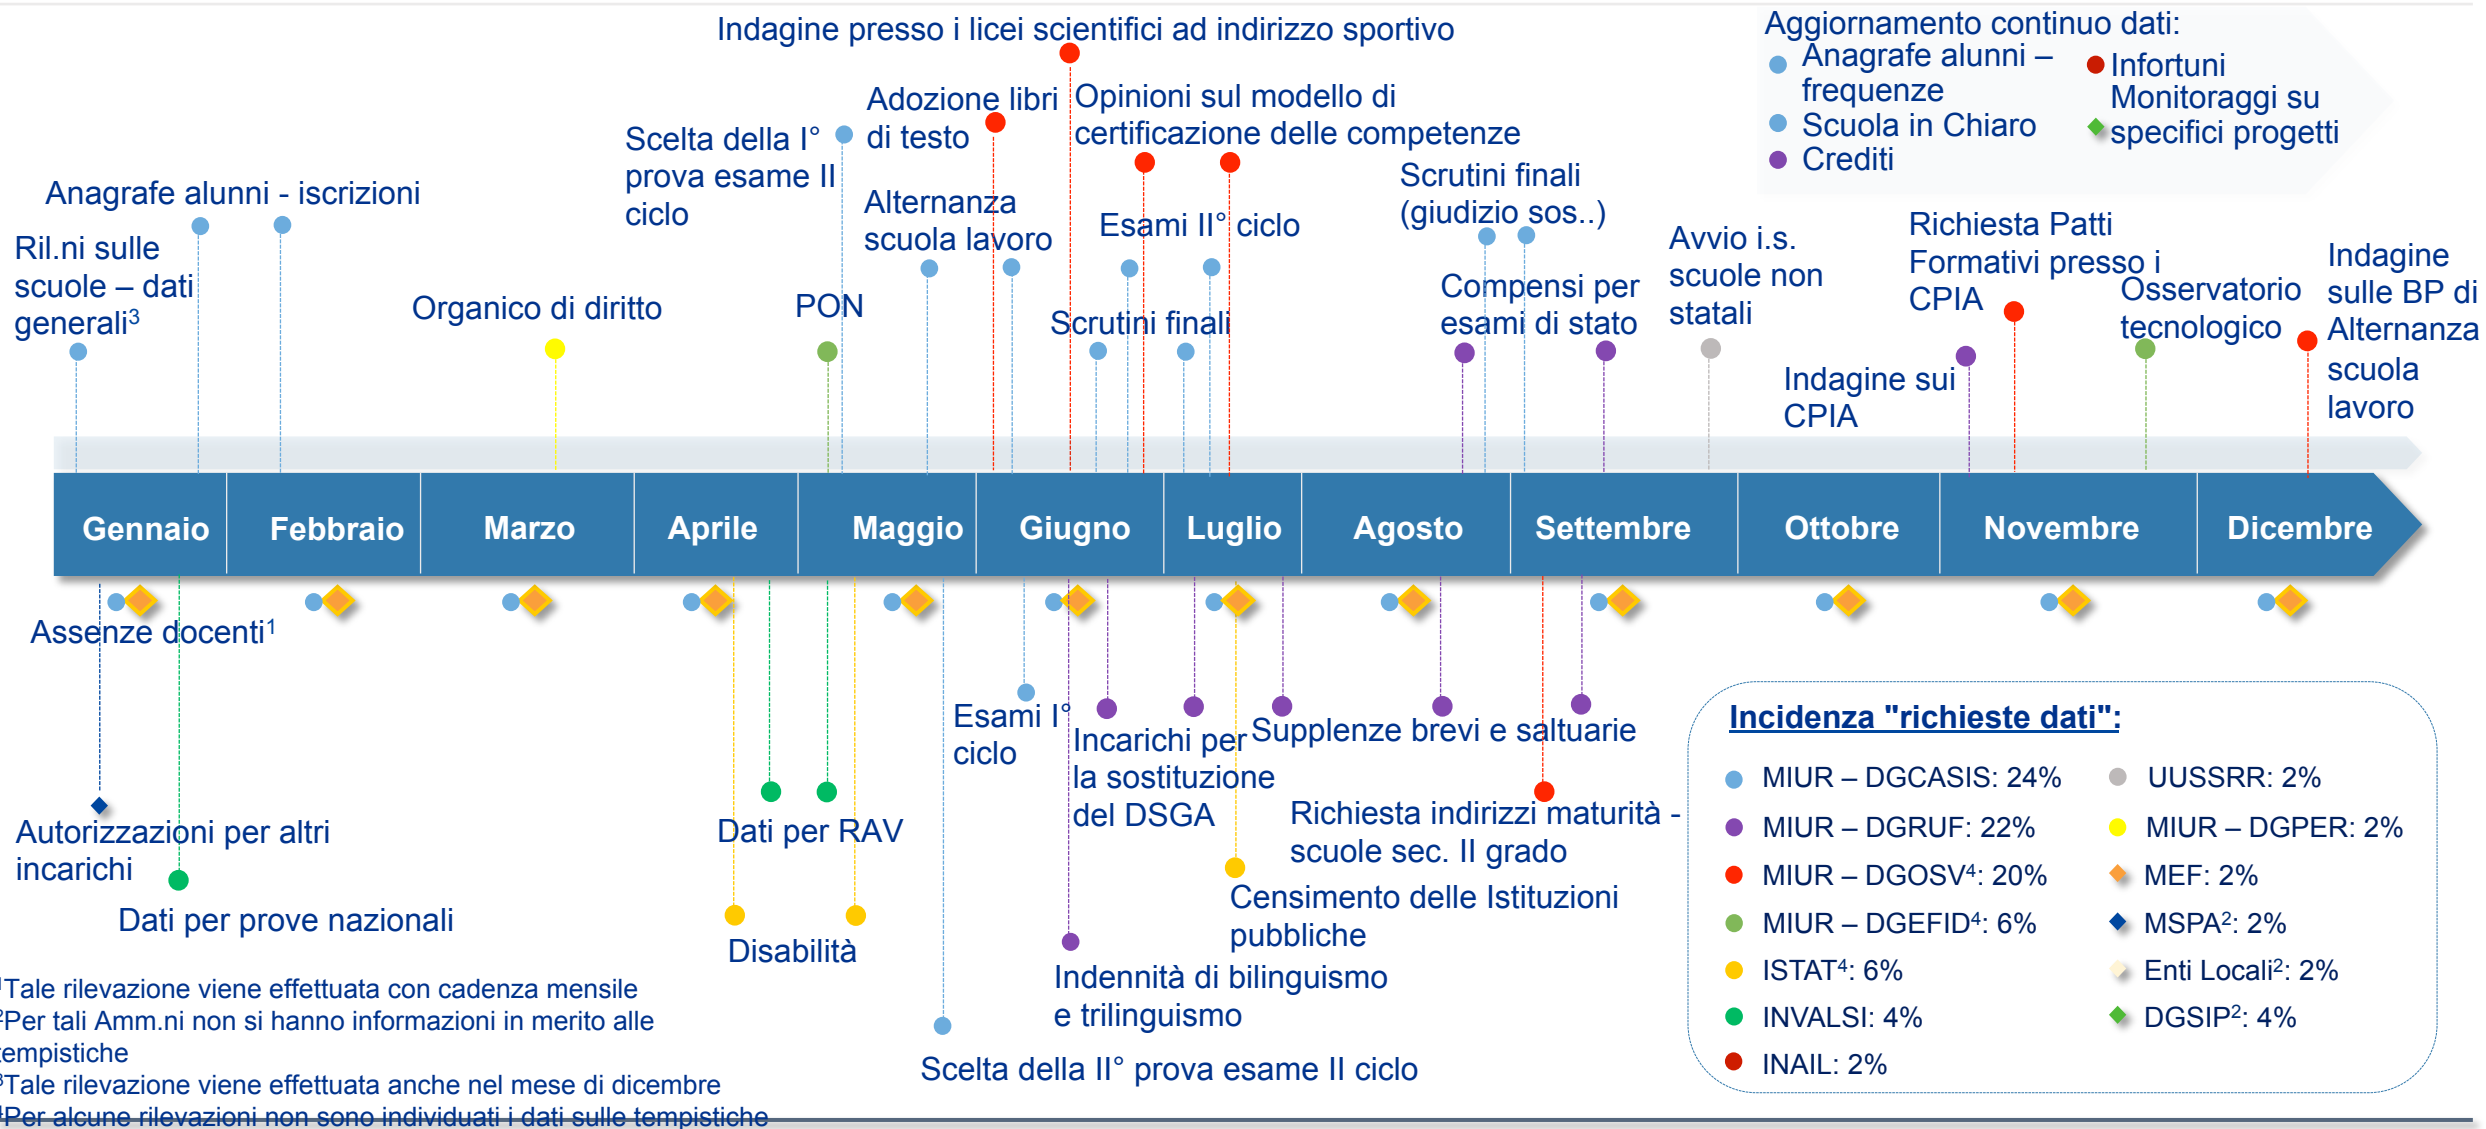 Indagine presso i licei scientifici ad indirizzo sportivo
Aggiornamento continuo dati:
Anagrafe alunni –
frequenze
Scuola in Chiaro
Crediti
Infortuni
Monitoraggi su
specifici progetti
Adozione libri
di testo
Opinioni sul modello di
certificazione delle competenze
Scelta della I°
prova esame II
ciclo
Anagrafe alunni - iscrizioni
Ril.ni sulle
scuole – dati
generali³
Organico di diritto
PON
Alternanza
scuola lavoro
Esami II° ciclo
Scrutini finali
Scrutini finali
(giudizio sos..)
Compensi per
esami di stato
Avvio i.s.
scuole non
statali
Indagine sui
CPIA
Richiesta Patti
Formativi presso i
CPIA
Osservatorio
tecnologico
Indagine
sulle BP di
Alternanza
scuola
lavoro
Gennaio
Febbraio
Marzo
Aprile
Maggio
Giugno
Luglio
Agosto
Settembre
Ottobre
Novembre
Dicembre
Assenze docenti¹
Autorizzazioni per altri
incarichi
Dati per prove nazionali
Dati per RAV
Disabilità
Esami I°
ciclo
Incarichi per
la sostituzione
del DSGA
Supplenze brevi e saltuarie
Richiesta indirizzi maturità -
scuole sec. II grado
Censimento delle Istituzioni
pubbliche
Indennità di bilinguismo
e trilinguismo
Scelta della II° prova esame II ciclo
Incidenza "richieste dati":
MIUR – DGCASIS: 24%
MIUR – DGRUF: 22%
MIUR – DGOSV⁴: 20%
MIUR – DGEFID⁴: 6%
ISTAT⁴: 6%
INVALSI: 4%
INAIL: 2%
UUSSRR: 2%
MIUR – DGPER: 2%
MEF: 2%
MSPA²: 2%
Enti Locali²: 2%
DGSIP²: 4%
¹Tale rilevazione viene effettuata con cadenza mensile
²Per tali Amm.ni non si hanno informazioni in merito alle
tempistiche
³Tale rilevazione viene effettuata anche nel mese di dicembre
⁴Per alcune rilevazioni non sono individuati i dati sulle tempistiche